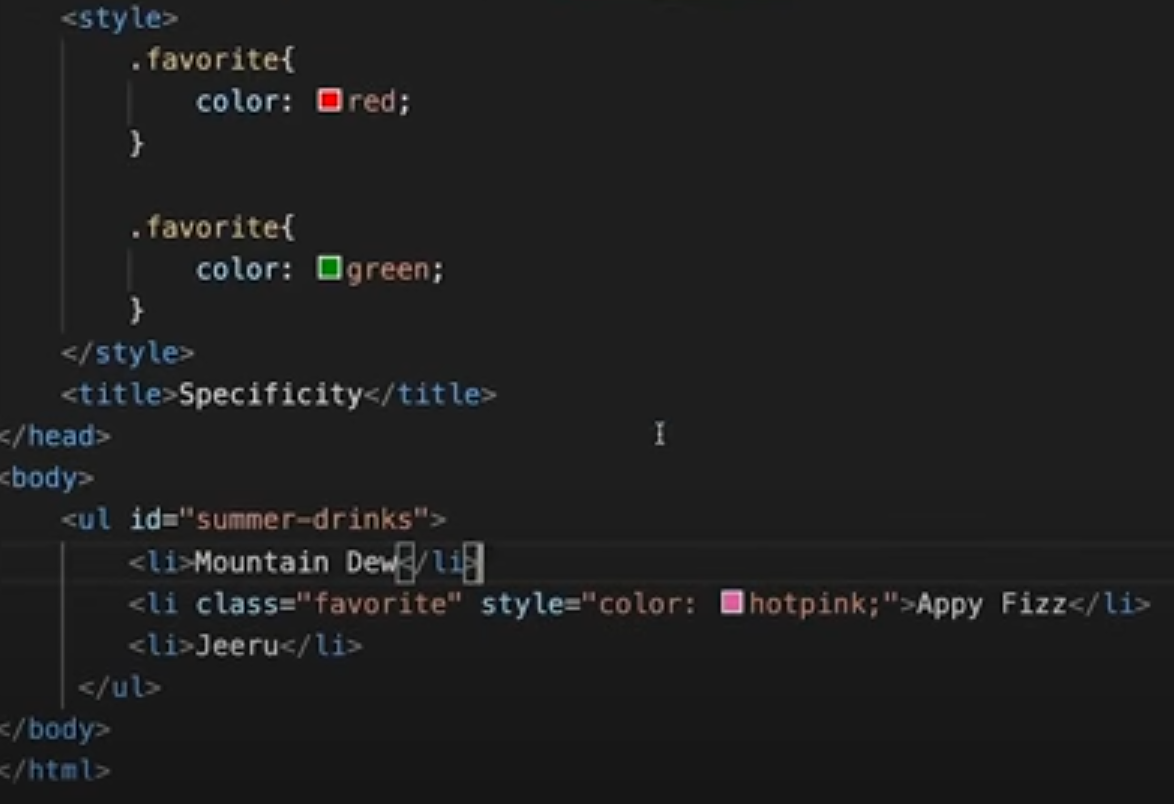 <style>
.favorite{
color: red;
}
.favorite{
color: green;
}
</style>
<title>Specificity</title>
</head>
<body>
<ul id="summer-drinks">
<li>Mountain Dew</li>
<li class="favorite" style="color: hotpink;">Appy Fizz</li>
<li>Jeeru</li>
</ul>
</body>
</html>